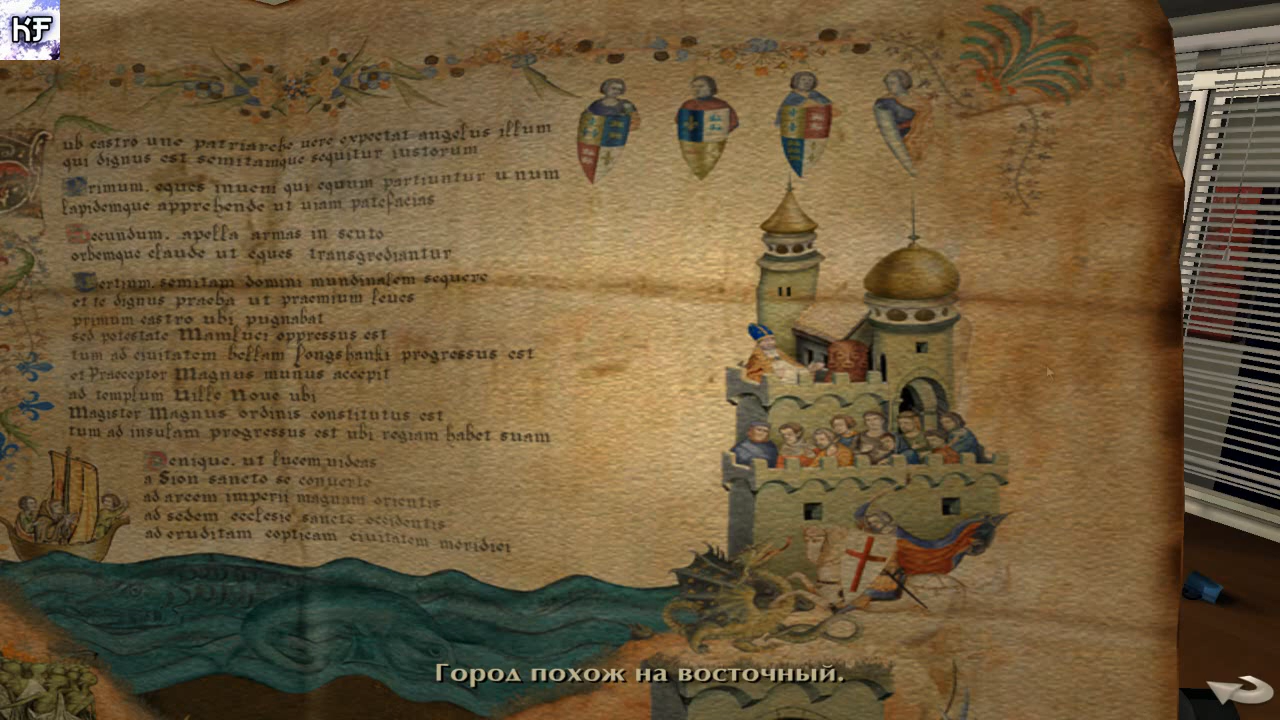 KF
ub castro une patriarche uere expectat angelus illum
qui dignus est semitamque sequitur iustorum
Primum. eques inueni qui equum partiuntur unum
lapidemque apprehende ut uiam patefacias
Secundum. apella armas in scuto
orbemque claude ut eques transgrediantur
Tertium. semitam domini mundinalem sequere
et te dignus praeba ut praemium leues
primum castro ubi pugnabat
sed potestate Mamluci oppressus est
tum ad ciuitatem bellam Longshanki progressus est
et Praeceptor Magnus munus accepit
ad templum Ville Noue ubi
Magister Magnus ordinis constitutus est
tum ad insulam progressus est ubi regiam habet suam
Denique. ut lucem uideas
a Sion sancto se conuerte
ad arcem imperii magnam orientis
ad sedem ecclesie sancte occidentis
ad eruditam copticam ciuitatem meridiei
Город похож на восточный.